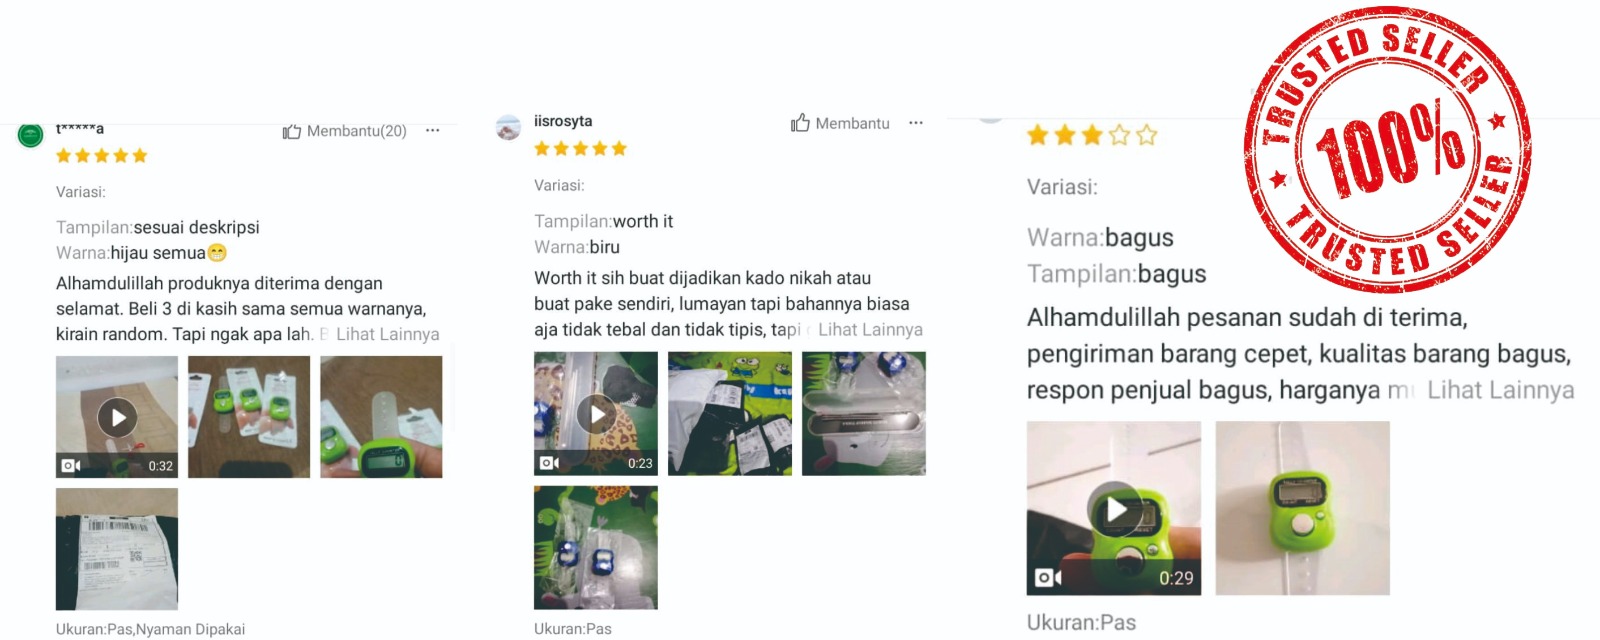 t*****a
Membantu(20)
Variasi:
Tampilan:sesuai deskripsi
Warna:hijau semua😁
Alhamdulillah produknya diterima dengan
selamat. Beli 3 di kasih sama semua warnanya,
kirain random. Tapi ngak apa lah. B Lihat Lainnya
0:32
Ukuran:Pas,Nyaman Dipakai
iisrosyta
Membantu
Variasi:
Tampilan:worth it
Warna:biru
Worth it sih buat dijadikan kado nikah atau
buat pake sendiri, lumayan tapi bahannya biasa
aja tidak tebal dan tidak tipis, tapi Lihat Lainnya
0:23
Ukuran:Pas
Variasi:
Warna:bagus
Tampilan:bagus
Alhamdulillah pesanan sudah di terima,
pengiriman barang cepet, kualitas barang bagus,
respon penjual bagus, harganya Lihat Lainnya
0:29
Ukuran:Pas
TRUSTED SELLER
100%
TRUSTED SELLER